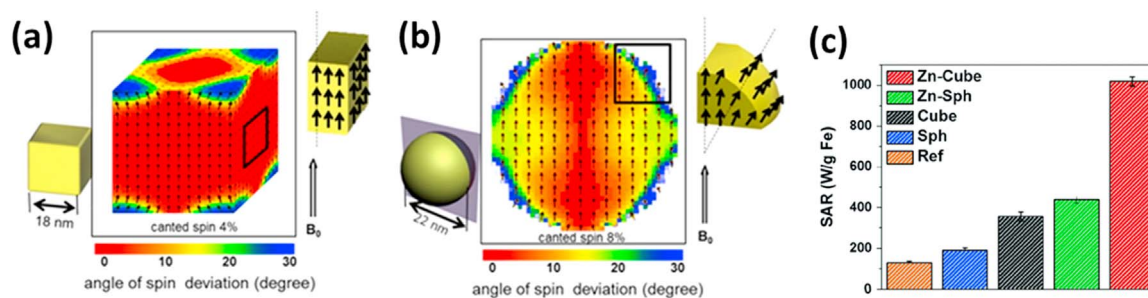 (a)
18 nm
canted spin 4%
B₀
0 10 20 30
angle of spin deviation (degree)
(b)
22 nm
canted spin 8%
B₀
0 10 20 30
angle of spin deviation (degree)
(c)
SAR (W/g Fe)
1000
800
600
400
200
0
Zn-Cube
Zn-Sph
Cube
Sph
Ref